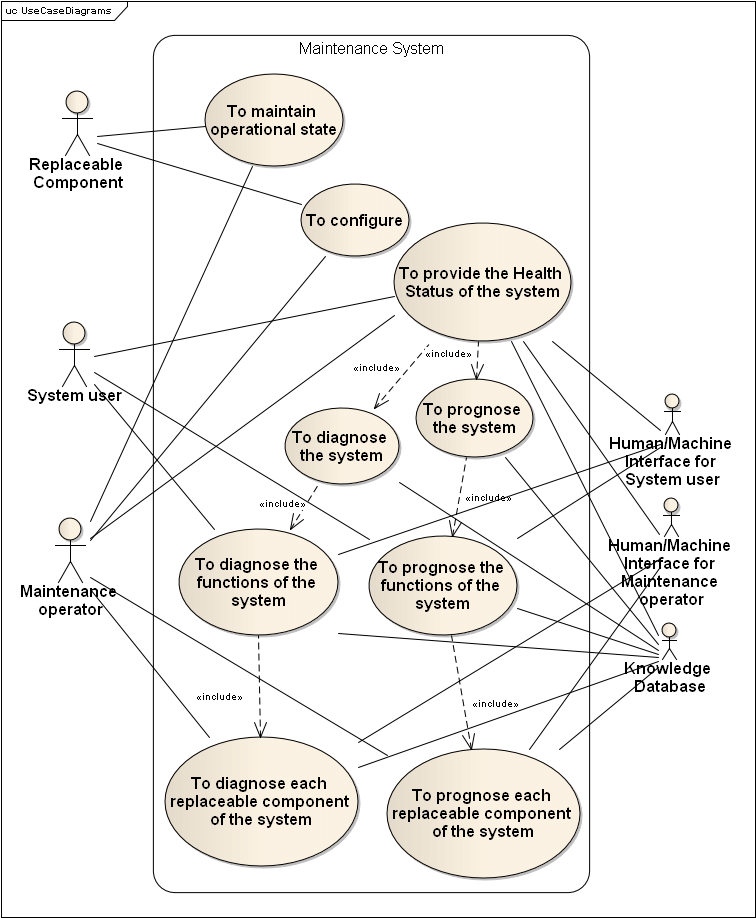 uc UseCaseDiagrams
Maintenance System
To maintain
operational state
Replaceable
Component
To configure
To provide the Health
Status of the system
System user
«include»
«include»
To prognose
the system
To diagnose
the system
Human/Machine
Interface for
System user
«include»
«include»
Maintenance
operator
To diagnose the
functions of the
system
To prognose the
functions of the
system
Human/Machine
Interface for
Maintenance
operator
Knowledge
Database
«include»
«include»
To diagnose each
replaceable component
of the system
To prognose each
replaceable component
of the system